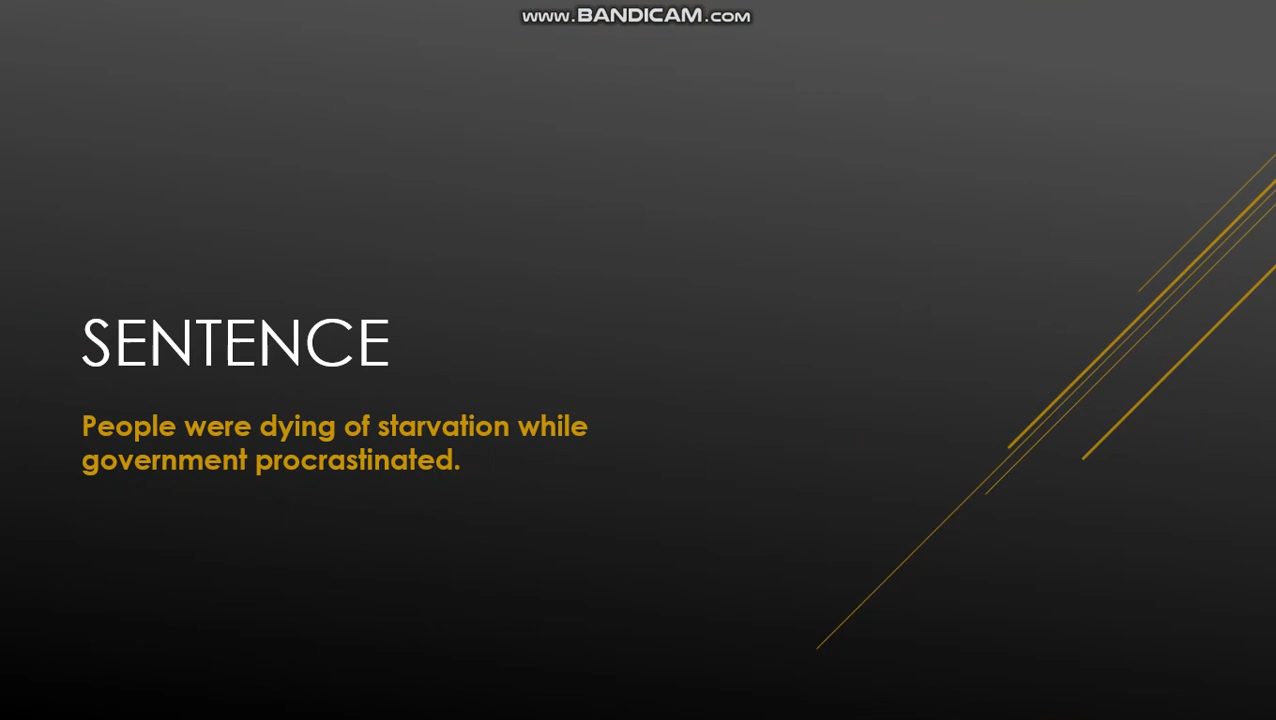 www.BANDICAM.com
SENTENCE
People were dying of starvation while
government procrastinated.